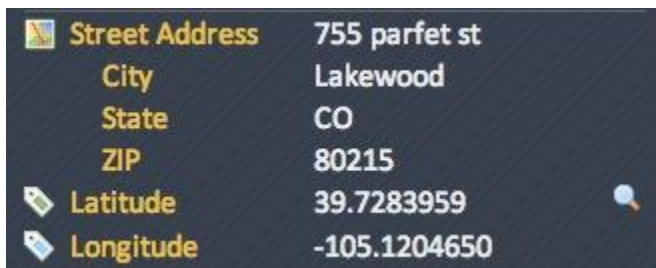 Street Address 755 parfet st
City Lakewood
State CO
ZIP 80215
Latitude 39.7283959
Longitude -105.1204650